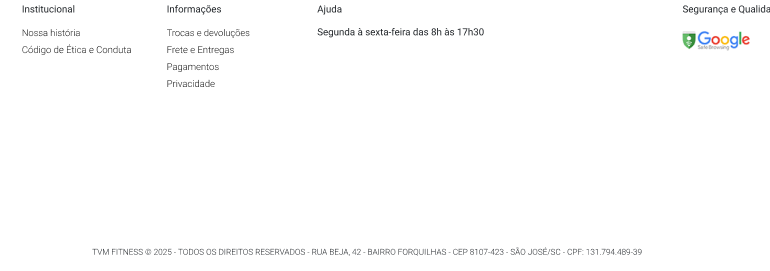 Institucional
Nossa história
Código de Ética e Conduta
Informações
Trocas e devoluções
Frete e Entregas
Pagamentos
Privacidade
Ajuda
Segunda à sexta-feira das 8h às 17h30
Segurança e Qualida
Google
Safe Browsing
TVM FITNESS © 2025 - TODOS OS DIREITOS RESERVADOS - RUA BEJA, 42 - BAIRRO FORQUILHAS - CEP 8107-423 - SÃO JOSÉ/SC - CPF: 131.794.489-39